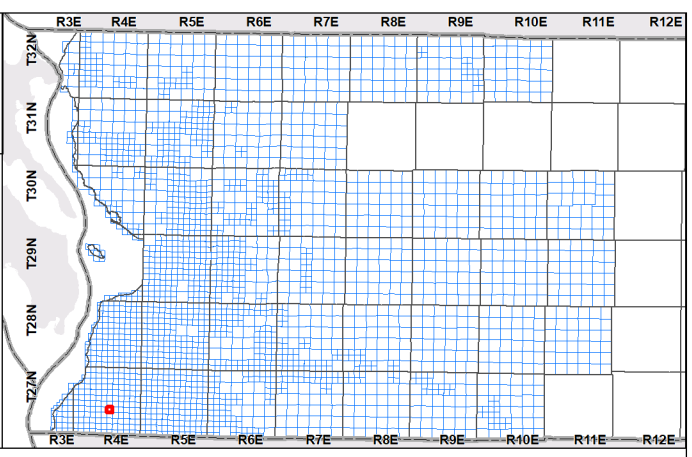 R3E R4E R5E R6E R7E R8E R9E R10E R11E R12E
T32N
T31N
T30N
T29N
T28N
T27N
R3E R4E R5E R6E R7E R8E R9E R10E R11E R12E